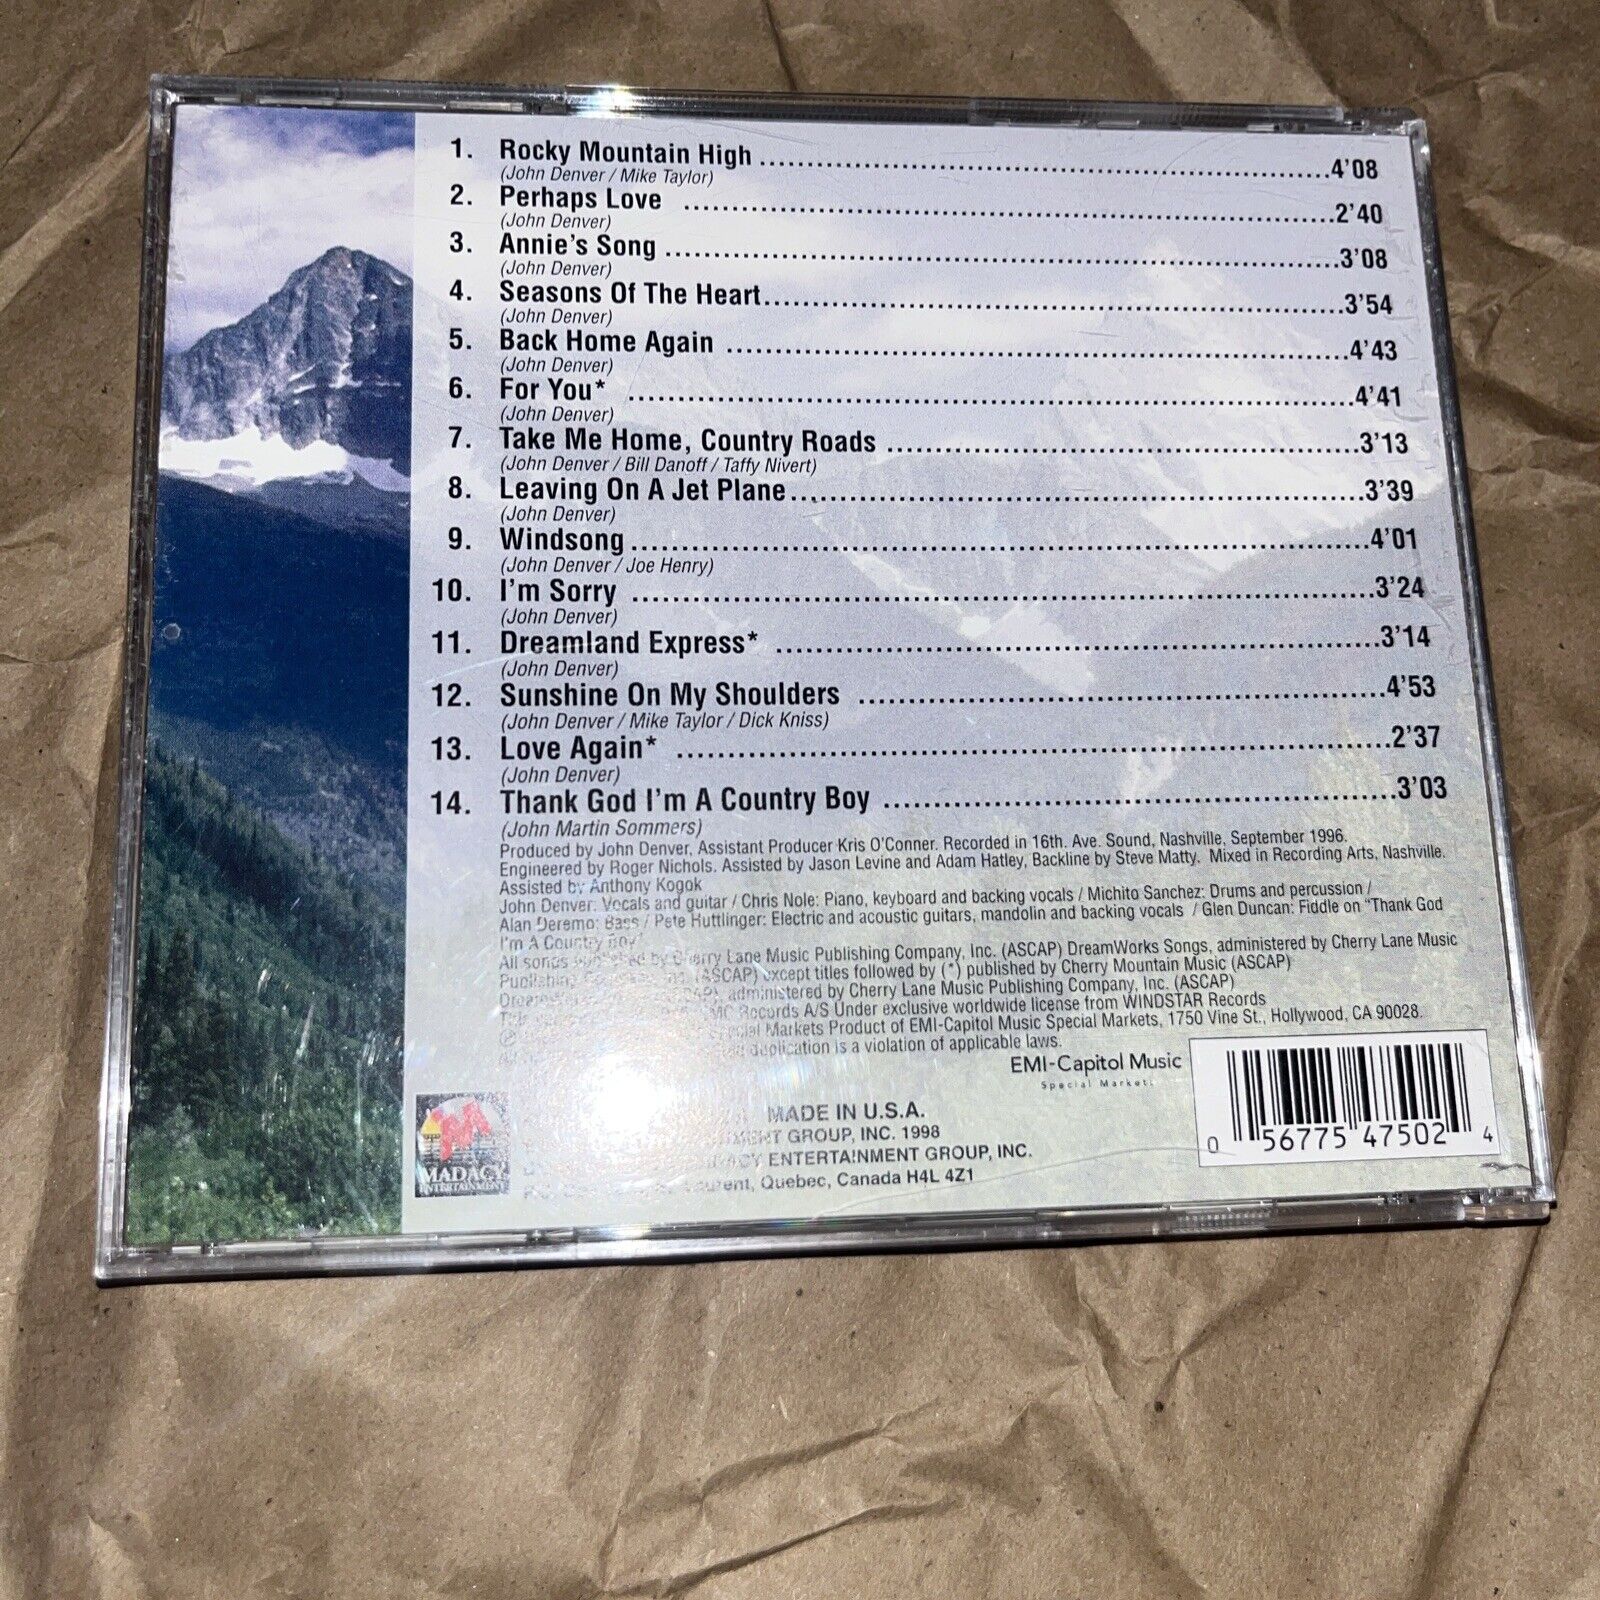 1. Rocky Mountain High ........ 4'08
(John Denver / Mike Taylor)
2. Perhaps Love ........ 2'40
(John Denver)
3. Annie's Song ........ 3'08
(John Denver)
4. Seasons Of The Heart ........ 3'54
(John Denver)
5. Back Home Again ........ 4'43
(John Denver)
6. For You* ........ 4'41
(John Denver)
7. Take Me Home, Country Roads ........ 3'13
(John Denver / Bill Danoff / Taffy Nivert)
8. Leaving On A Jet Plane ........ 3'39
(John Denver)
9. Windsong ........ 4'01
(John Denver / Joe Henry)
10. I'm Sorry ........ 3'24
(John Denver)
11. Dreamland Express* ........ 3'14
(John Denver)
12. Sunshine On My Shoulders ........ 4'53
(John Denver / Mike Taylor / Dick Kniss)
13. Love Again* ........ 2'37
(John Denver)
14. Thank God I'm A Country Boy ........ 3'03
(John Martin Sommers)
Produced by John Denver, Assistant Producer Kris O'Conner. Recorded in 16th. Ave. Sound, Nashville, September 1996.
Engineered by Roger Nichols. Assisted by Jason Levine and Adam Hatley, Backline by Steve Matty. Mixed in Recording Arts, Nashville.
Assisted by Anthony Kogok
John Denver: Vocals and guitar / Chris Nole: Piano, keyboard and backing vocals / Michito Sanchez: Drums and percussion /
Alan Deremo: Bass / Pete Huttlinger: Electric and acoustic guitars, mandolin and backing vocals / Glen Duncan: Fiddle on "Thank God
I'm A Country Boy"
All songs published by Cherry Lane Music Publishing Company, Inc. (ASCAP) DreamWorks Songs, administered by Cherry Lane Music
Publishing (ASCAP) except titles followed by (*) published by Cherry Mountain Music (ASCAP)
administered by Cherry Lane Music Publishing Company, Inc. (ASCAP)
Records A/S Under exclusive worldwide license from WINDSTAR Records
Special Markets Product of EMI-Capitol Music Special Markets, 1750 Vine St., Hollywood, CA 90028.
duplication is a violation of applicable laws.
EMI-Capitol Music
Special Markets
MADE IN U.S.A.
GROUP, INC. 1998
ENTERTAINMENT GROUP, INC.
Laurent, Quebec, Canada H4L 4Z1
MADACY
ENTERTAINMENT
0 56775 47502 4